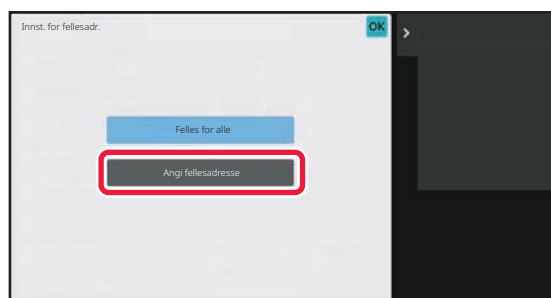 Innst. for fellesadr.
OK
Felles for alle
Angi fellesadresse